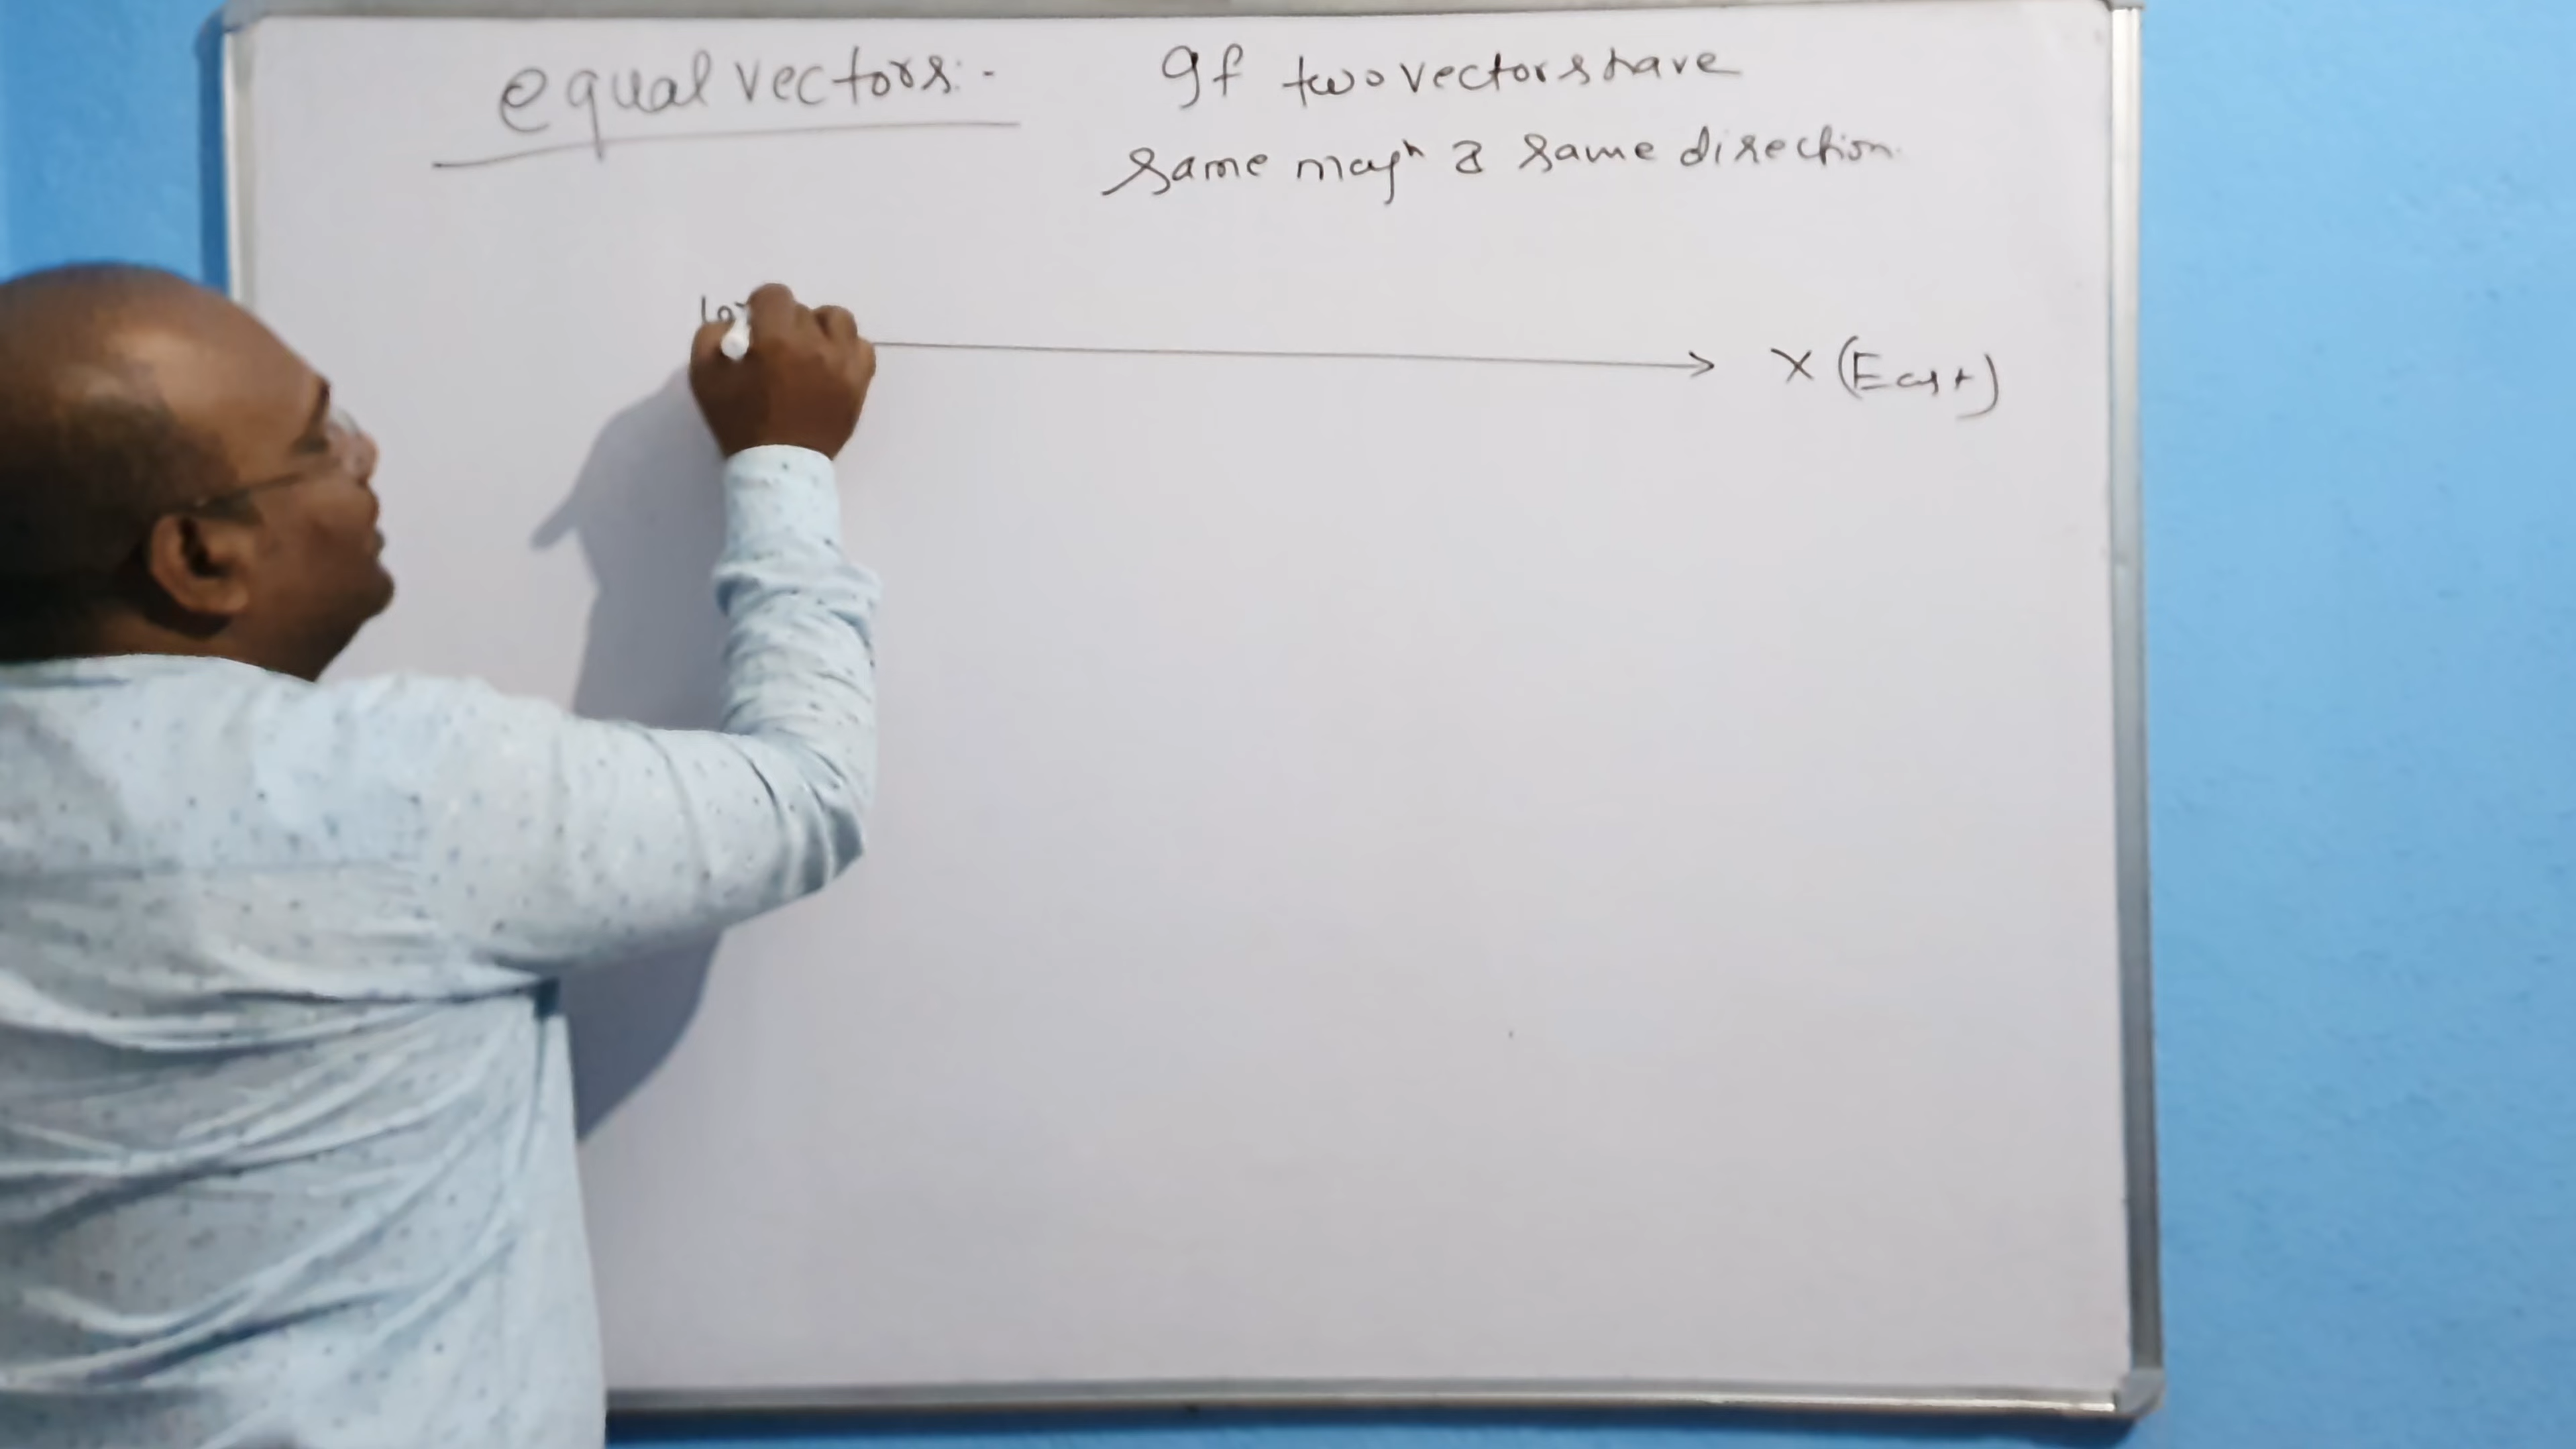 equal vectors:-
If two vectors have
same magn & same direction.
X (East)